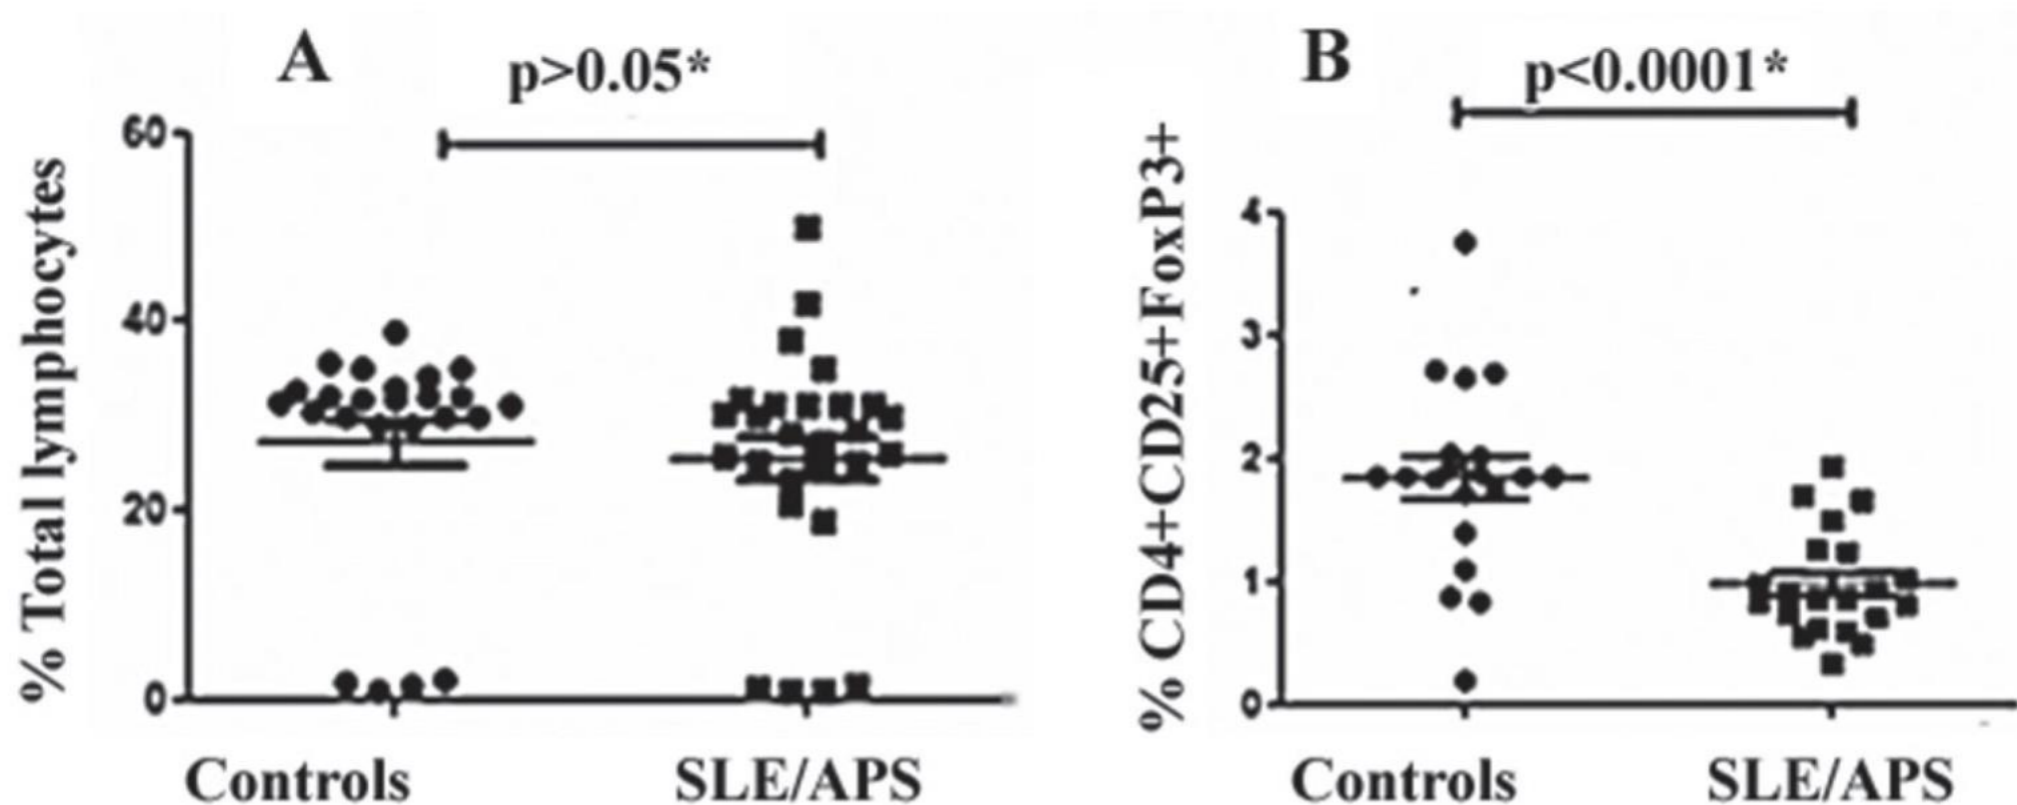 A
p>0.05*
% Total lymphocytes
60
40
20
0
Controls
SLE/APS
B
p<0.0001*
% CD4+CD25+FoxP3+
4
3
2
1
0
Controls
SLE/APS